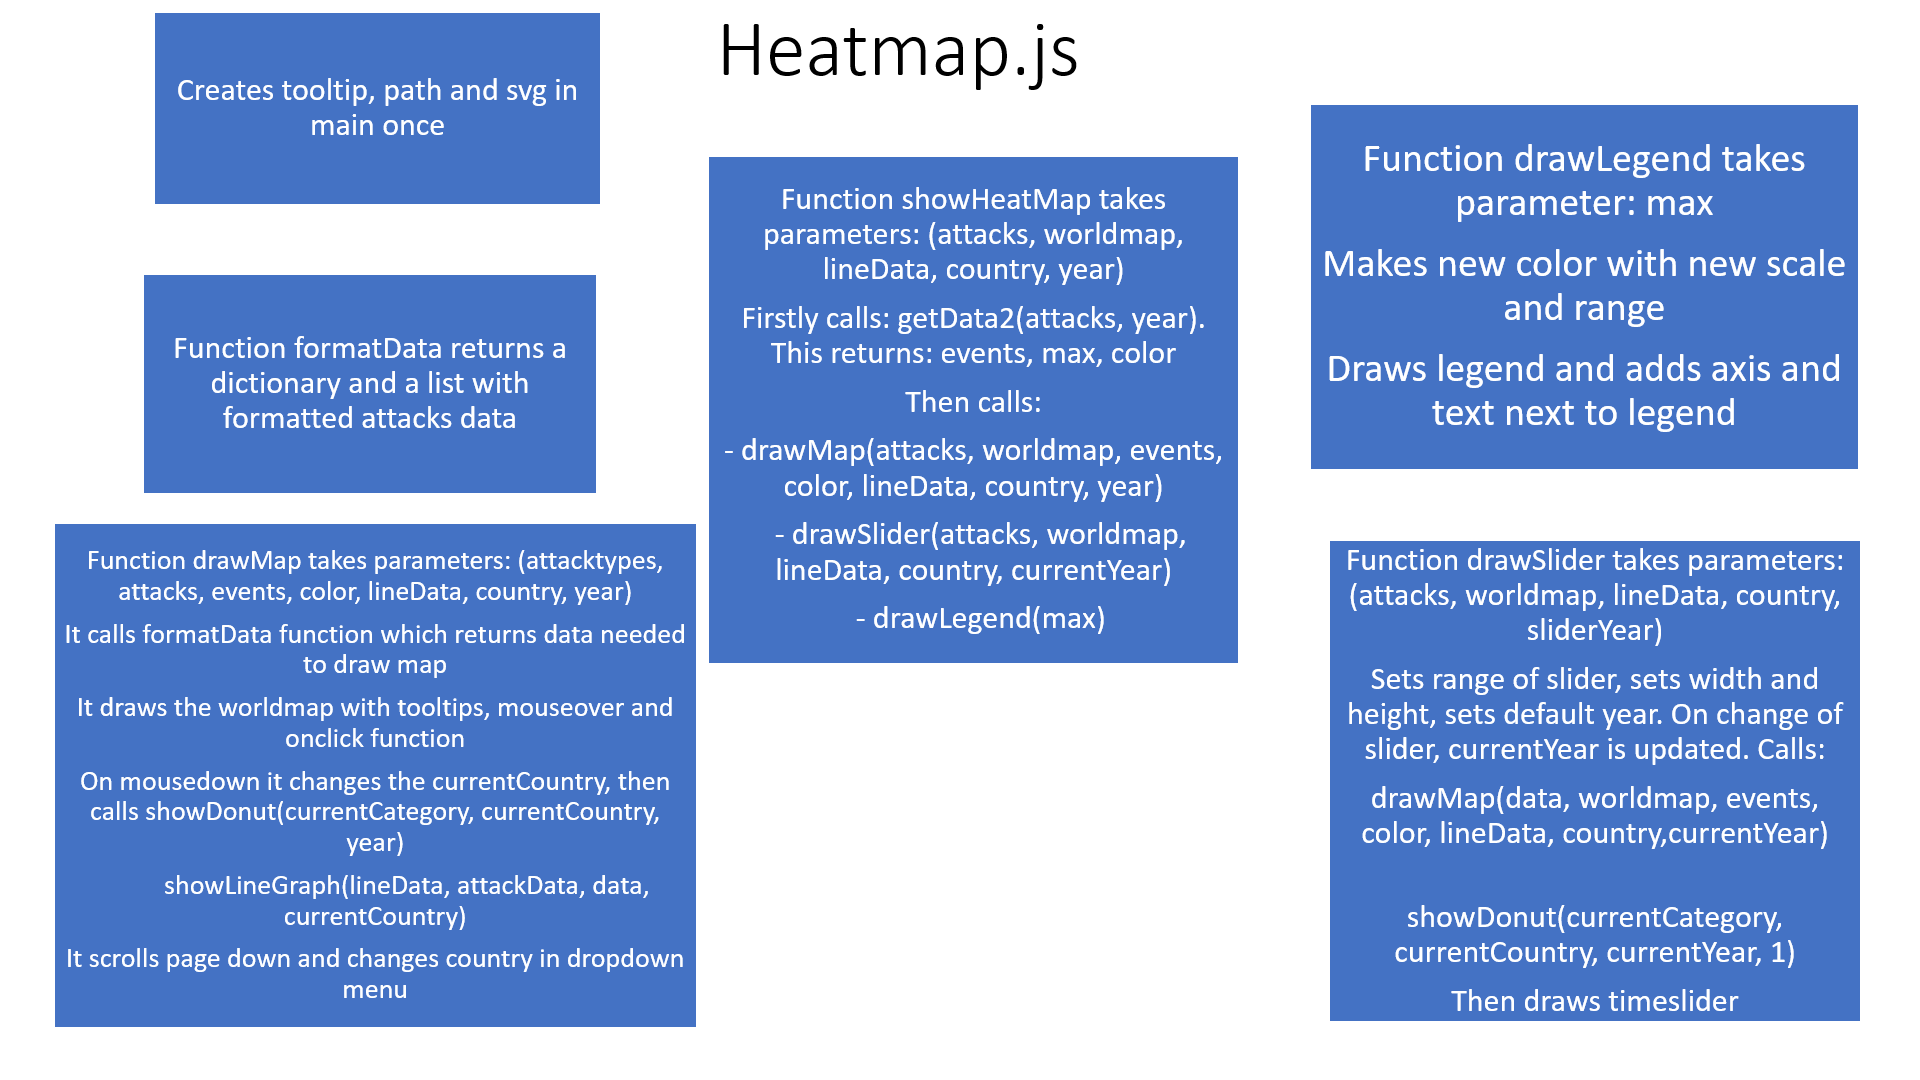 Heatmap.js
Creates tooltip, path and svg in
main once
Function formatData returns a
dictionary and a list with
formatted attacks data
Function drawMap takes parameters: (attacktypes,
attacks, events, color, lineData, country, year)
It calls formatData function which returns data needed
to draw map
It draws the worldmap with tooltips, mouseover and
onclick function
On mousedown it changes the currentCountry, then
calls showDonut(currentCategory, currentCountry,
year)
showLineGraph(lineData, attackData, data,
currentCountry)
It scrolls page down and changes country in dropdown
menu
Function showHeatMap takes
parameters: (attacks, worldmap,
lineData, country, year)
Firstly calls: getData2(attacks, year).
This returns: events, max, color
Then calls:
- drawMap(attacks, worldmap, events,
color, lineData, country, year)
- drawSlider(attacks, worldmap,
lineData, country, currentYear)
- drawLegend(max)
Function drawLegend takes
parameter: max
Makes new color with new scale
and range
Draws legend and adds axis and
text next to legend
Function drawSlider takes parameters:
(attacks, worldmap, lineData, country,
sliderYear)
Sets range of slider, sets width and
height, sets default year. On change of
slider, currentYear is updated. Calls:
drawMap(data, worldmap, events,
color, lineData, country,currentYear)
showDonut(currentCategory,
currentCountry, currentYear, 1)
Then draws timeslider